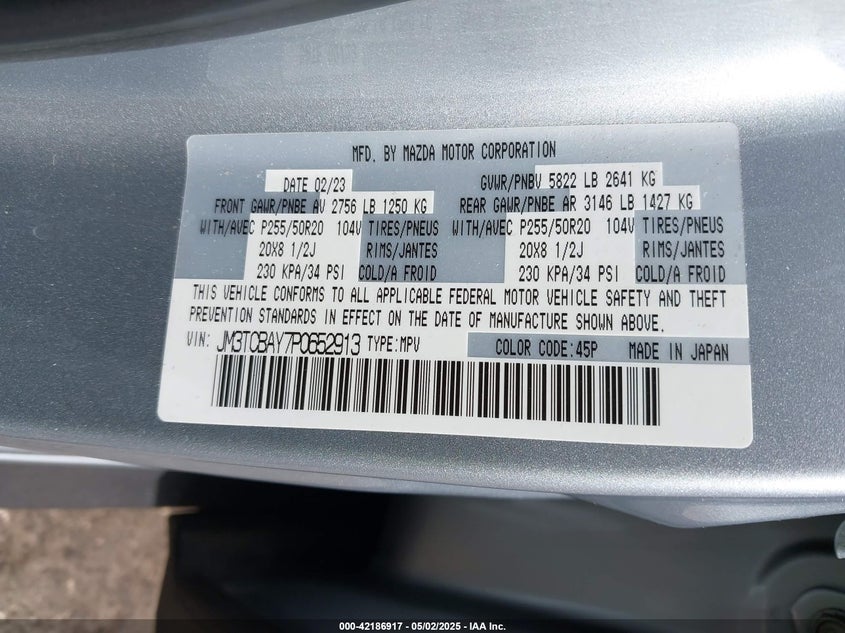 MFD. BY MAZDA MOTOR CORPORATION
DATE 02/23 GVWR/PNBV 5822 LB 2641 KG
FRONT GAWR/PNBE AV 2756 LB 1250 KG REAR GAWR/PNBE AR 3146 LB 1427 KG
WITH/AVEC P255/50R20 104V TIRES/PNEUS WITH/AVEC P255/50R20 104V TIRES/PNEUS
20X8 1/2J RIMS/JANTES 20X8 1/2J RIMS/JANTES
230 KPA/34 PSI COLD/A FROID 230 KPA/34 PSI COLD/A FROID
THIS VEHICLE CONFORMS TO ALL APPLICABLE FEDERAL MOTOR VEHICLE SAFETY AND THEFT
PREVENTION STANDARDS IN EFFECT ON THE DATE OF MANUFACTURE SHOWN ABOVE.
VIN: JM3TCBAY7P0652913 TYPE:MPV COLOR CODE:45P MADE IN JAPAN
000-42186917 - 05/02/2025 - IAA Inc.